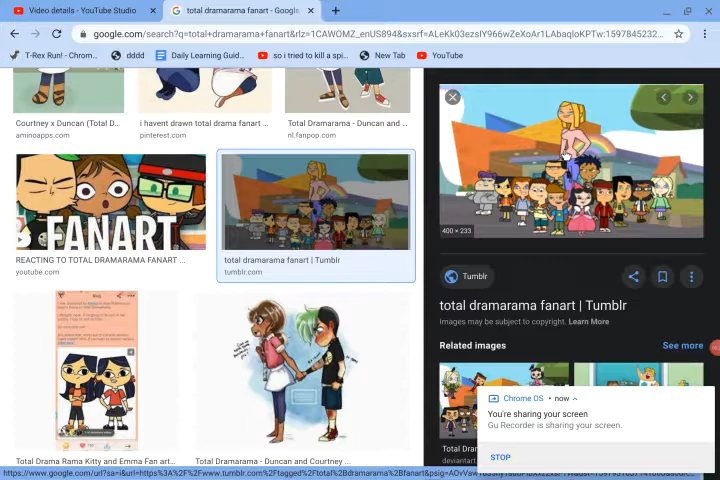 Video details - YouTube Studio
total dramarama fanart - Google
google.com/search?q=total+dramarama+fanart&rlz=1CAWOMZ_enUS894&sxsrf=ALeKk03ezsIY966wZeXoAr1LAbaqIoKPTw:1597845232...
T-Rex Run! - Chrom...
dddd
Daily Learning Guid..
so i tried to kill a spi...
New Tab
YouTube
Courtney x Duncan (Total D...
aminoapps.com
i havent drawn total drama fanart ...
pinterest.com
Total Dramarama - Duncan and ...
nl.fanpop.com
FANART
REACTING TO TOTAL DRAMARAMA FANART ...
youtube.com
total dramarama fanart | Tumblr
tumblr.com
Blog
Total Drama Rama Kitty and Emma Fan art...
Total Dramarama - Duncan and Courtney ...
400 × 233
Tumblr
total dramarama fanart | Tumblr
Images may be subject to copyright. Learn More
Related images
See more
Total Dran
deviantart
Chrome OS • now
You're sharing your screen
Gu Recorder is sharing your screen.
STOP